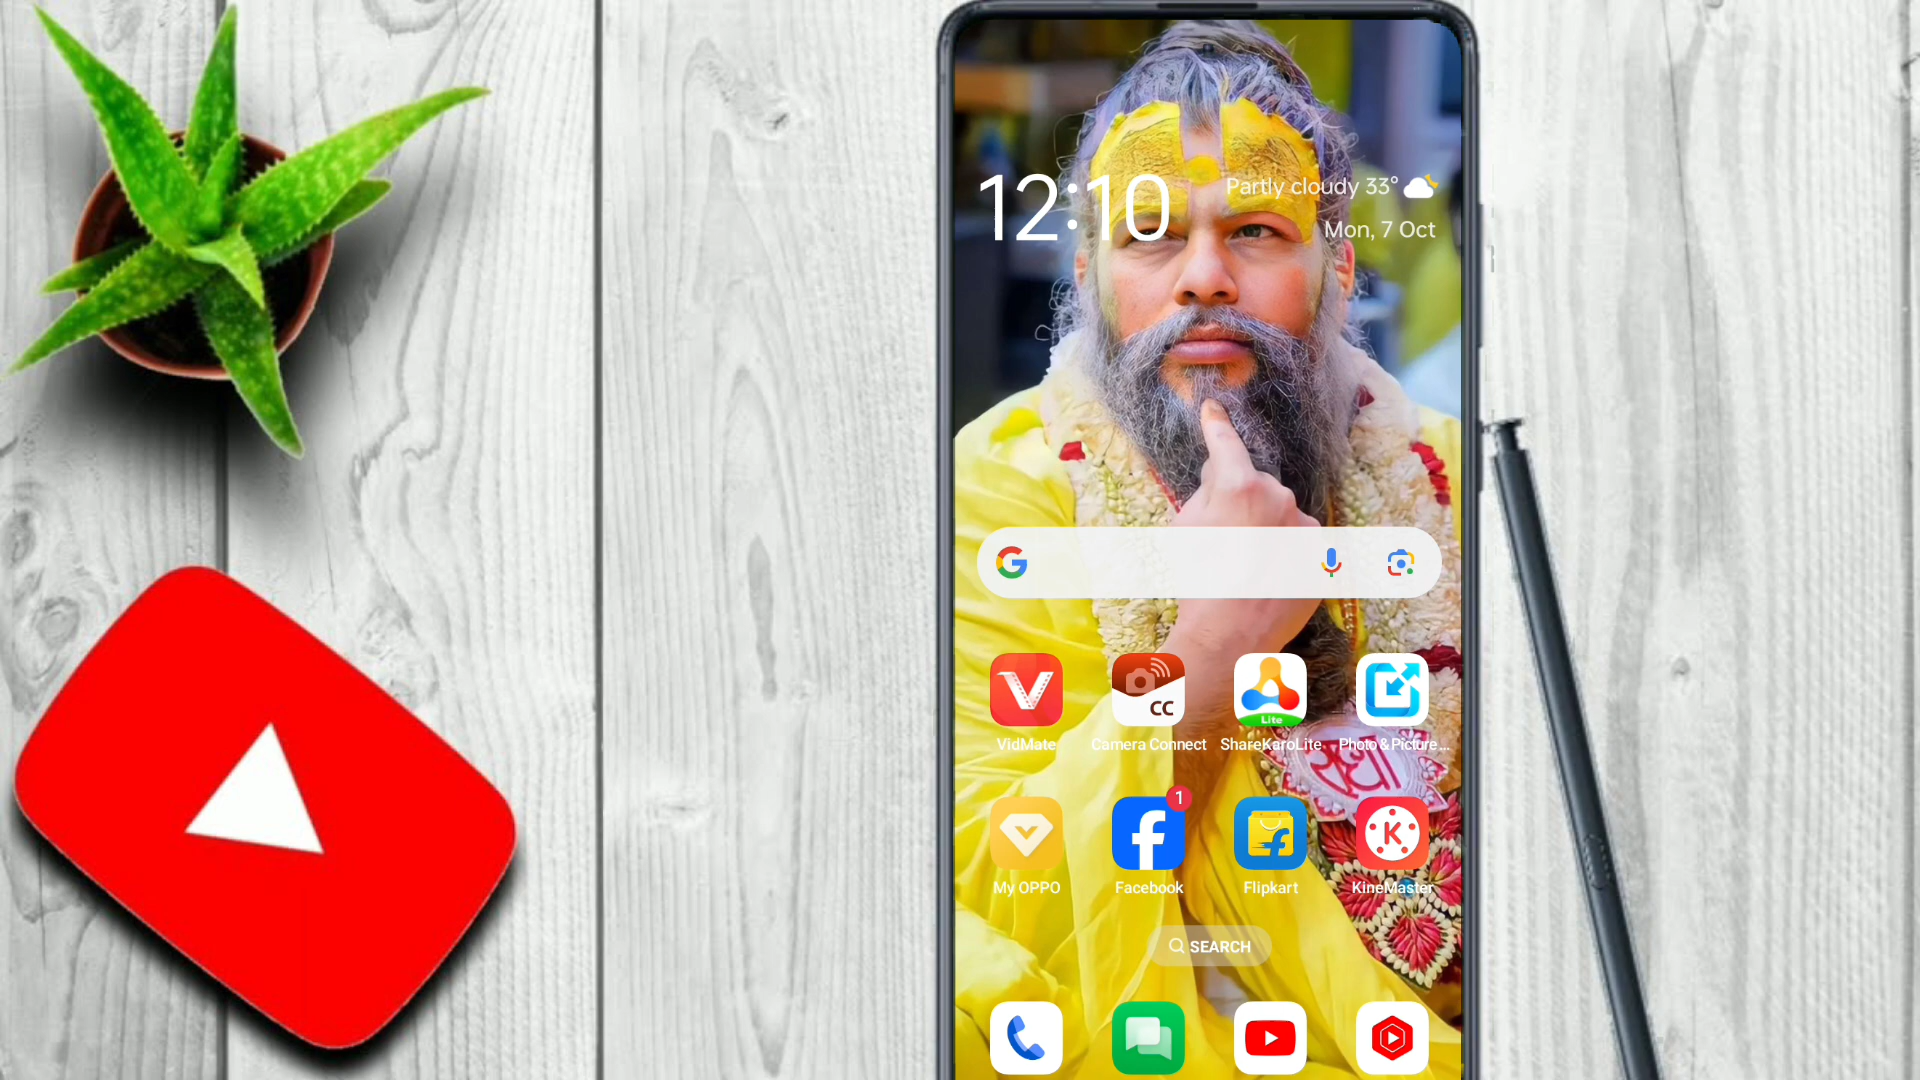 12:10
Partly cloudy 33°
Mon, 7 Oct
CC
Lite
VidMate
Camera Connect
ShareKaroLite
Photo & Picture...
राधा
1
K
My OPPO
Facebook
Flipkart
KineMaster
SEARCH